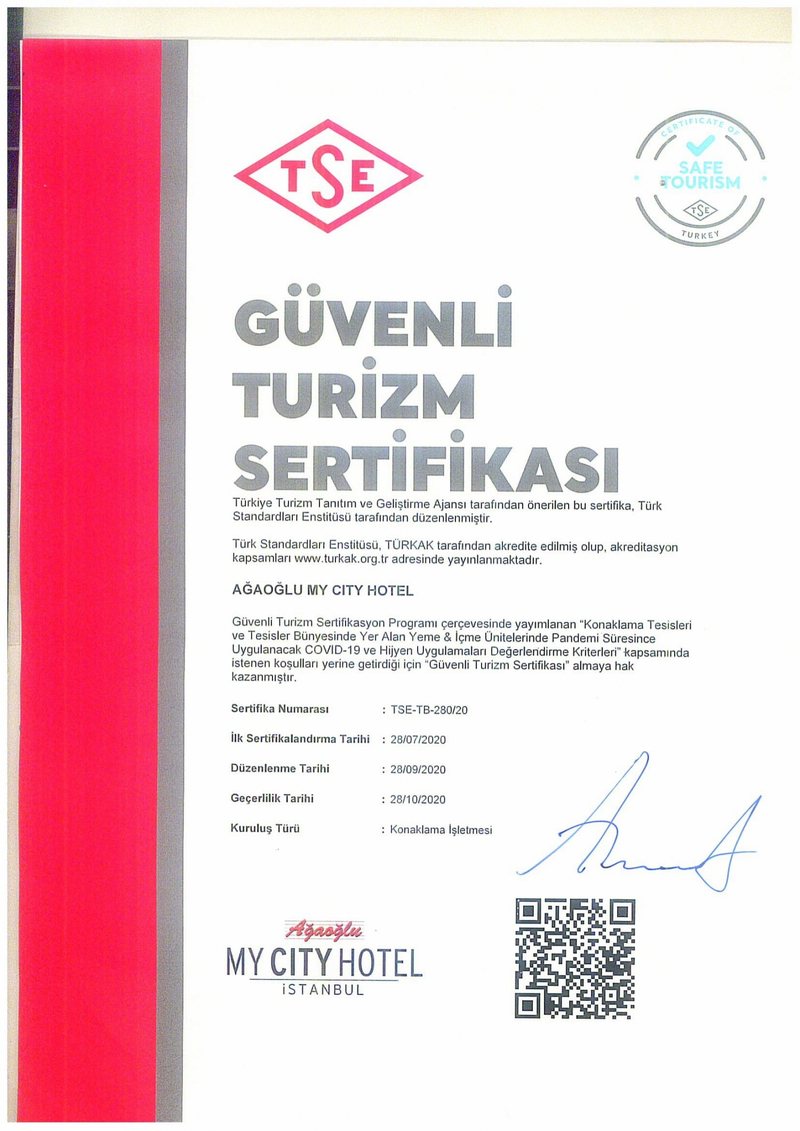 TSE
CERTIFICATE OF
SAFE
TOURISM
TSE
TURKEY
GÜVENLİ
TURİZM
SERTİFİKASI
Türkiye Turizm Tanıtım ve Geliştirme Ajansı tarafından önerilen bu sertifika, Türk
Standardları Enstitüsü tarafından düzenlenmiştir.
Türk Standardları Enstitüsü, TÜRKAK tarafından akredite edilmiş olup, akreditasyon
kapsamları www.turkak.org.tr adresinde yayınlanmaktadır.
AĞAOĞLU MY CITY HOTEL
Güvenli Turizm Sertifikasyon Programı çerçevesinde yayımlanan “Konaklama Tesisleri
ve Tesisler Bünyesinde Yer Alan Yeme & İçme Ünitelerinde Pandemi Süresince
Uygulanacak COVID-19 ve Hijyen Uygulamaları Değerlendirme Kriterleri” kapsamında
istenen koşulları yerine getirdiği için “Güvenli Turizm Sertifikası” almaya hak
kazanmıştır.
Sertifika Numarası : TSE-TB-280/20
İlk Sertifikalandırma Tarihi : 28/07/2020
Düzenlenme Tarihi : 28/09/2020
Geçerlilik Tarihi : 28/10/2020
Kuruluş Türü : Konaklama İşletmesi
Ağaoğlu
MY CITY HOTEL
iSTANBUL